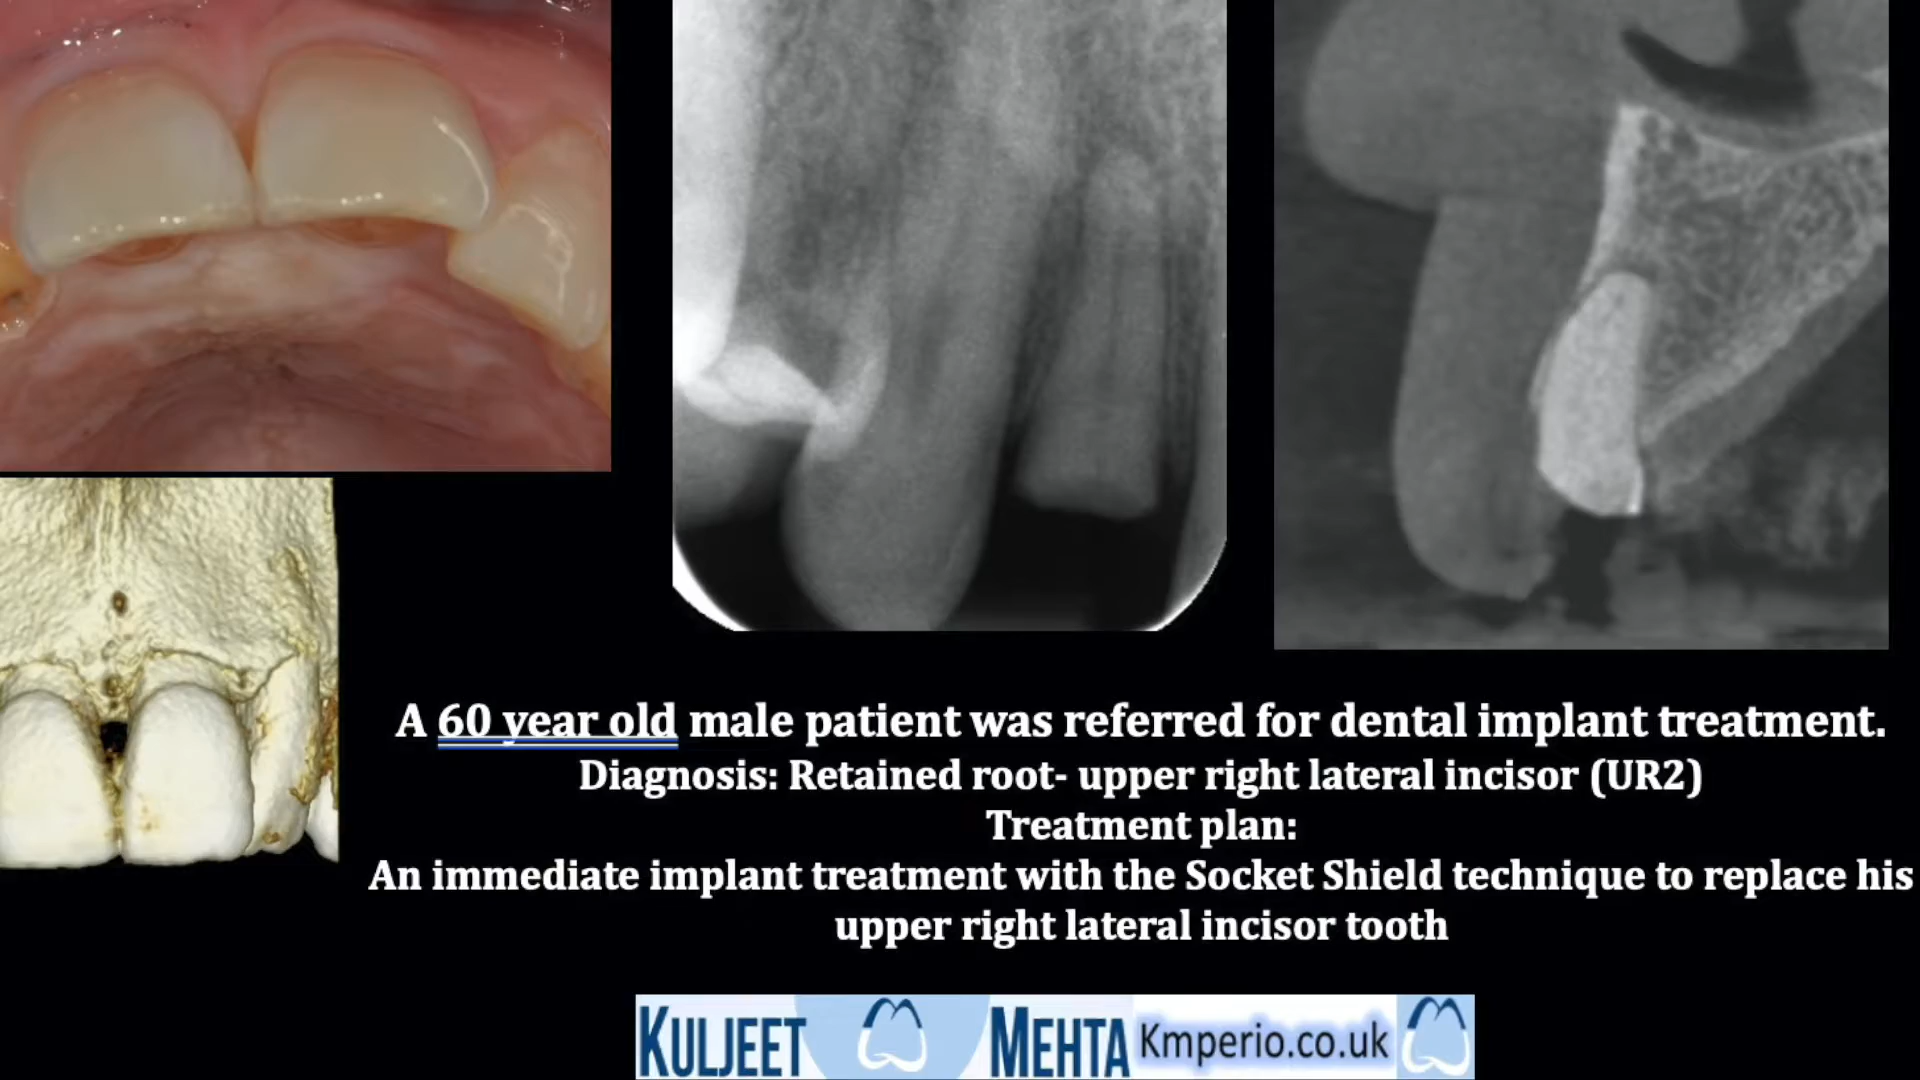 A 60 year old male patient was referred for dental implant treatment.
Diagnosis: Retained root- upper right lateral incisor (UR2)
Treatment plan:
An immediate implant treatment with the Socket Shield technique to replace his
upper right lateral incisor tooth
KULJEET MEHTA Kmperio.co.uk